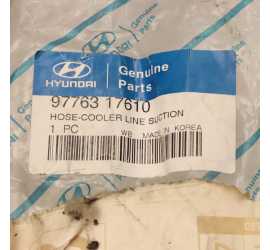 HYUNDAI
Genuine
Parts
97763 17610
HOSE-COOLER LINE SUCTION
1 PC WB MADE IN KOREA